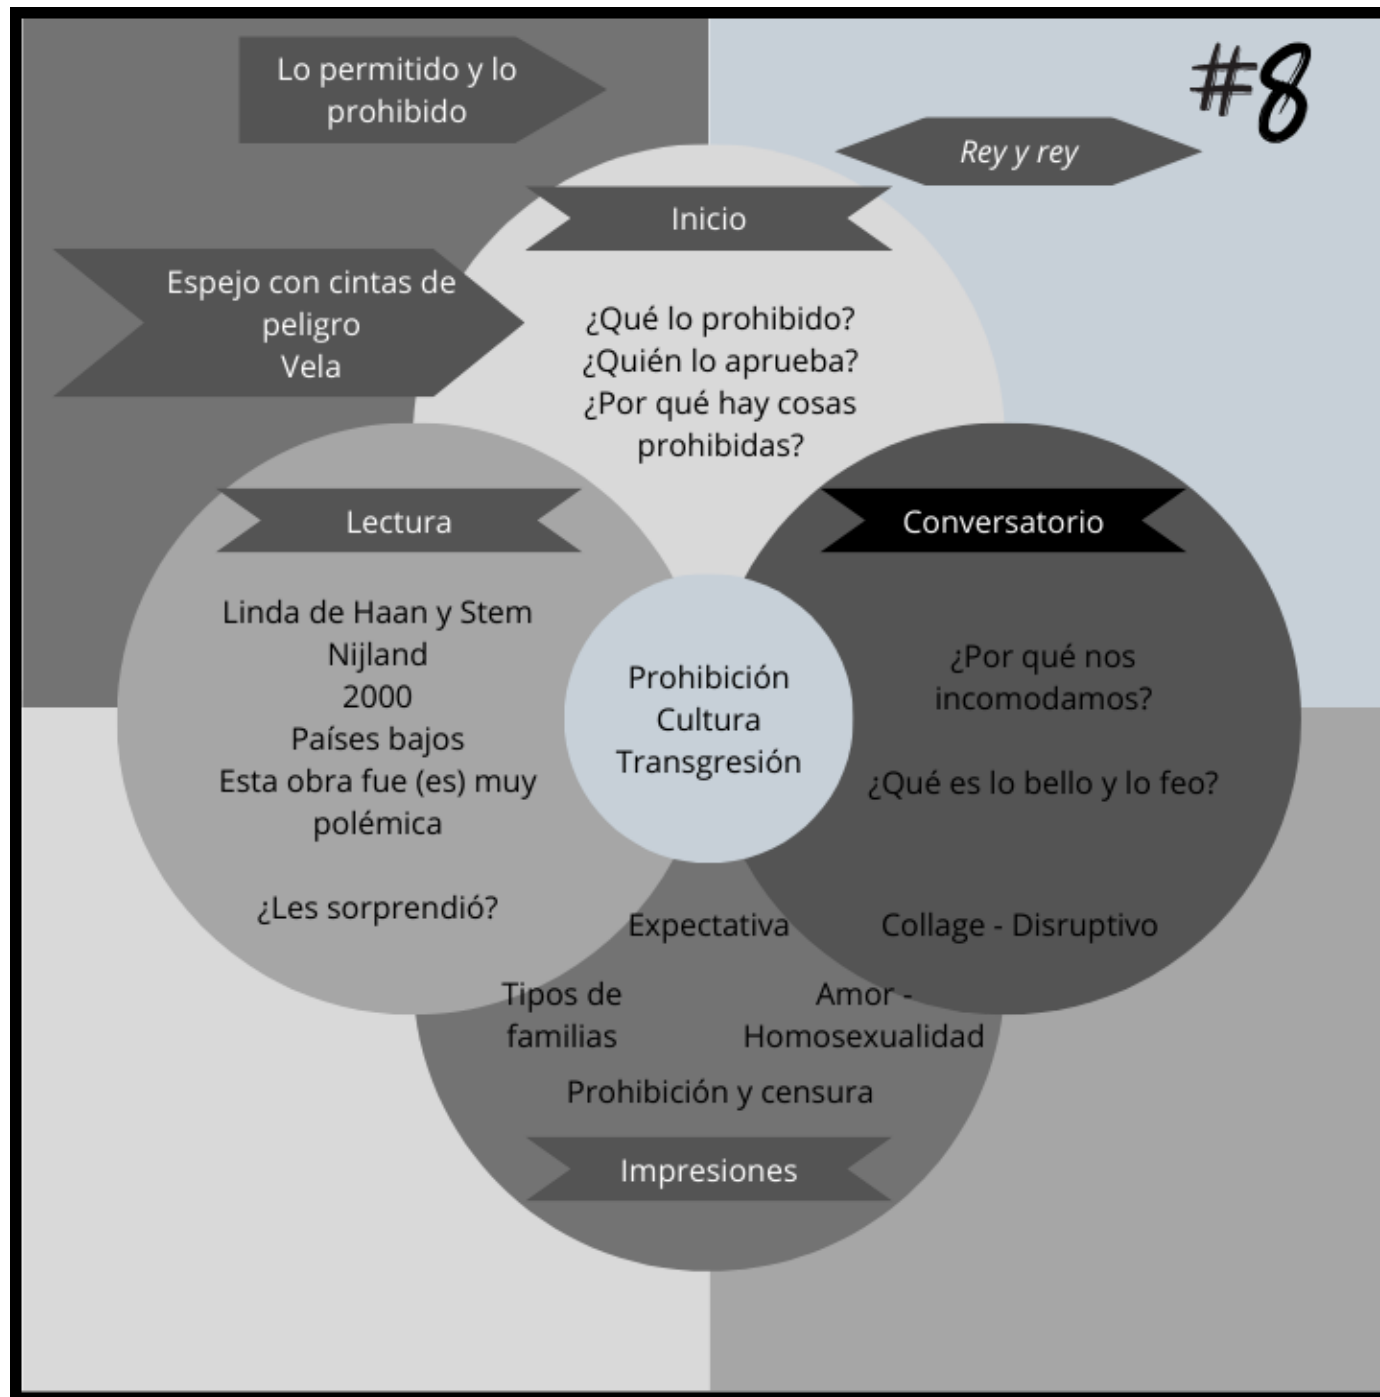 Lo permitido y lo
prohibido
#8
Rey y rey
Inicio
Espejo con cintas de
peligro
Vela
¿Qué lo prohibido?
¿Quién lo aprueba?
¿Por qué hay cosas
prohibidas?
Lectura
Linda de Haan y Stem
Nijland
2000
Países bajos
Esta obra fue (es) muy
polémica
¿Les sorprendió?
Prohibición
Cultura
Transgresión
Conversatorio
¿Por qué nos
incomodamos?
¿Qué es lo bello y lo feo?
Collage - Disruptivo
Expectativa
Tipos de
familias
Amor -
Homosexualidad
Prohibición y censura
Impresiones